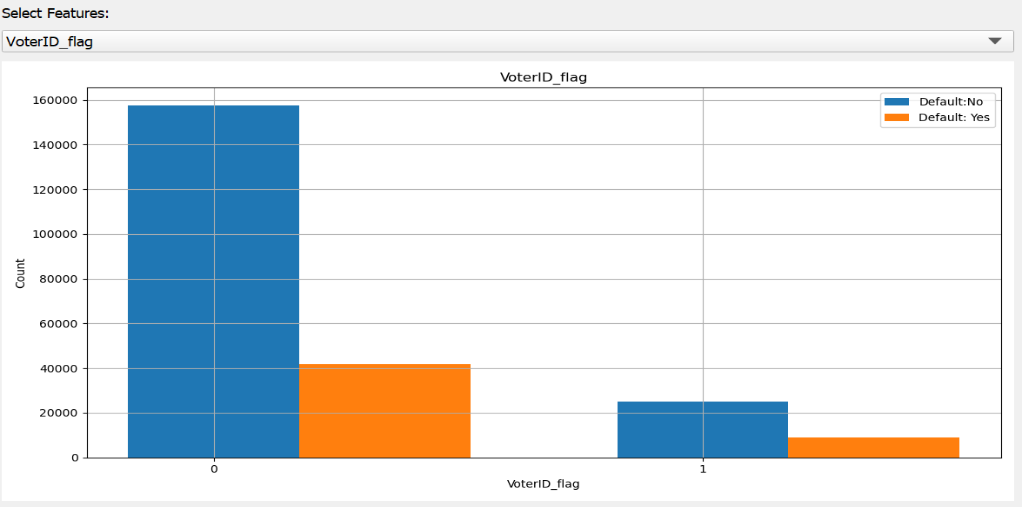 Select Features:
VoterID_flag
VoterID_flag
Default:No
Default: Yes
160000
140000
120000
100000
80000
60000
40000
20000
0
Count
0 1
VoterID_flag